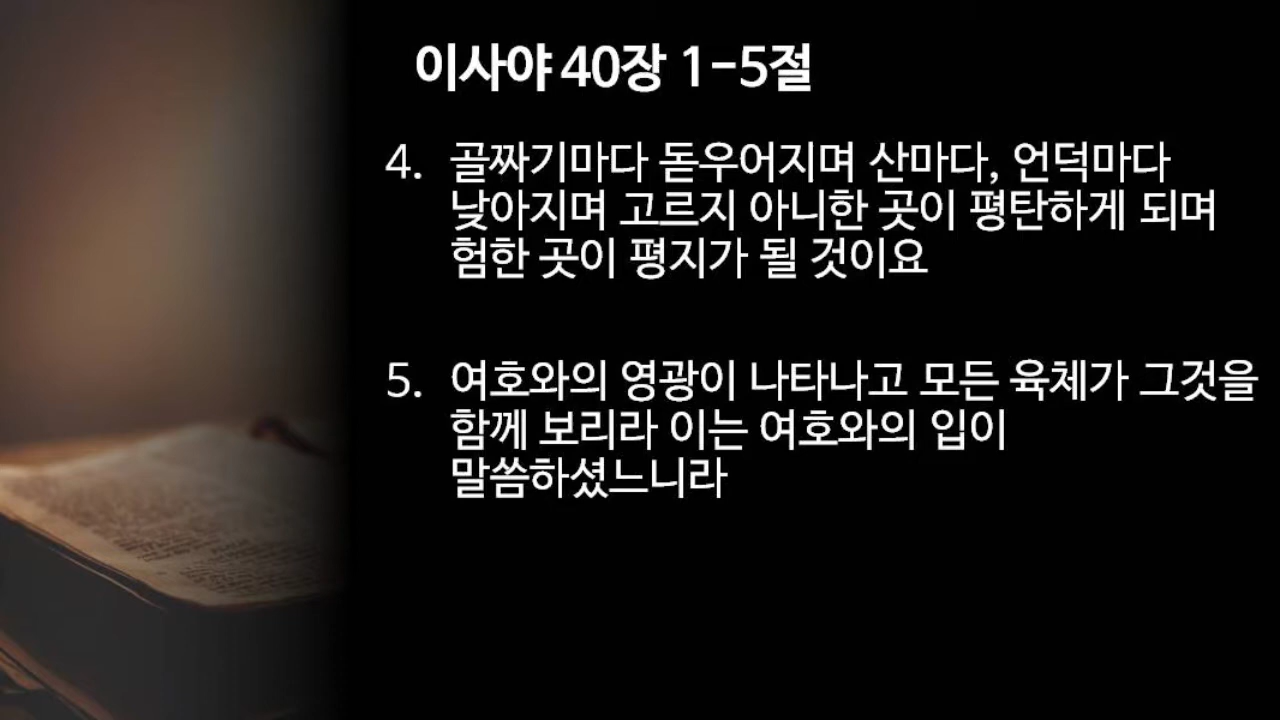 이사야 40장 1-5절
4. 골짜기마다 돋우어지며 산마다, 언덕마다
낮아지며 고르지 아니한 곳이 평탄하게 되며
험한 곳이 평지가 될 것이요
5. 여호와의 영광이 나타나고 모든 육체가 그것을
함께 보리라 이는 여호와의 입이
말씀하셨느니라